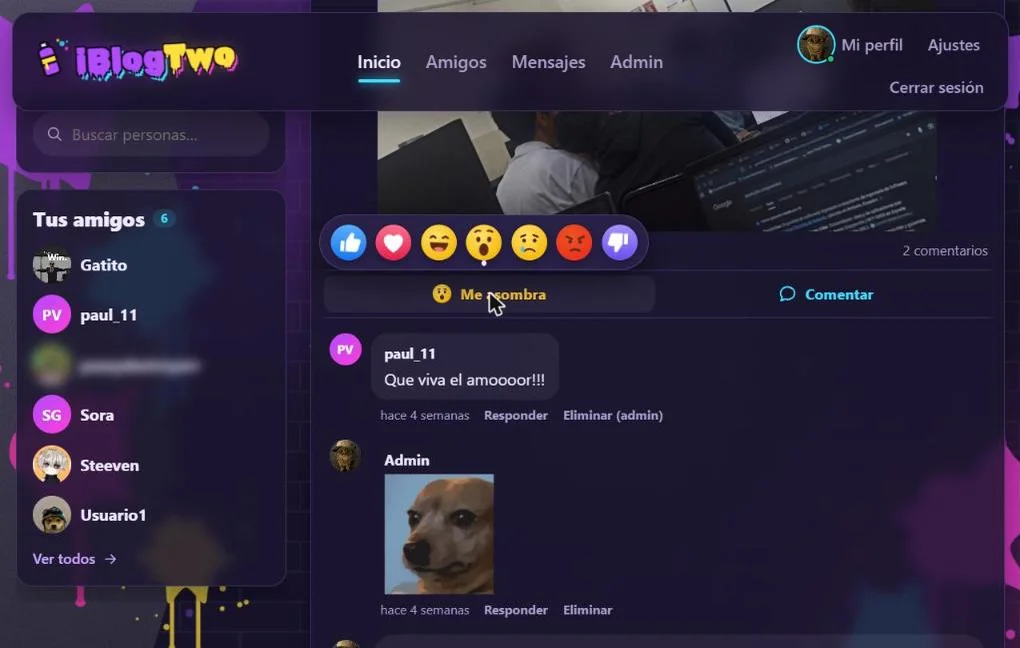 iBlogTwo
Inicio
Amigos
Mensajes
Admin
Mi perfil
Ajustes
Cerrar sesión
Buscar personas...
Tus amigos 6
Gatito
PV paul_11
SG Sora
Steeven
Usuario1
Ver todos →
Google
2 comentarios
Me asombra
Comentar
PV
paul_11
Que viva el amoooor!!!
hace 4 semanas Responder Eliminar (admin)
Admin
hace 4 semanas Responder Eliminar